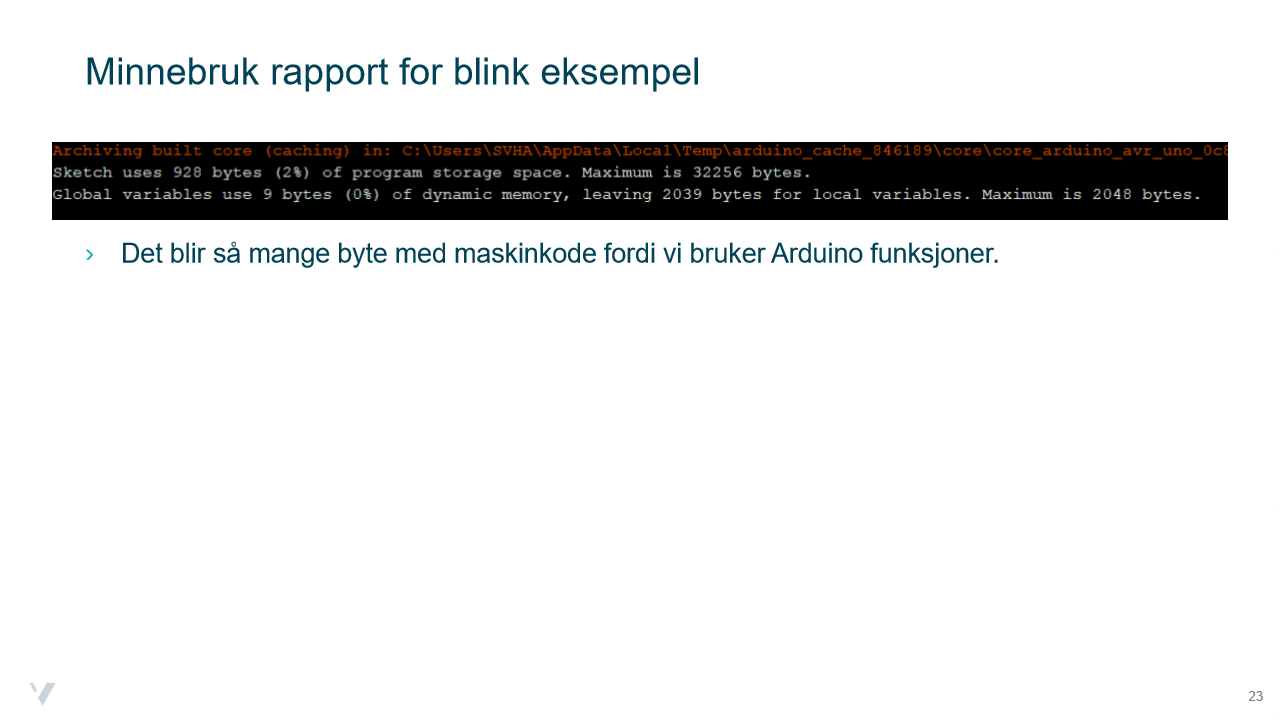 Minnebruk rapport for blink eksempel
Archiving built core (caching) in: C:\Users\SVHA\AppData\Local\Temp\arduino_cache_846189\core\core_arduino_avr_uno_0c8
Sketch uses 928 bytes (2%) of program storage space. Maximum is 32256 bytes.
Global variables use 9 bytes (0%) of dynamic memory, leaving 2039 bytes for local variables. Maximum is 2048 bytes.
› Det blir så mange byte med maskinkode fordi vi bruker Arduino funksjoner.
23